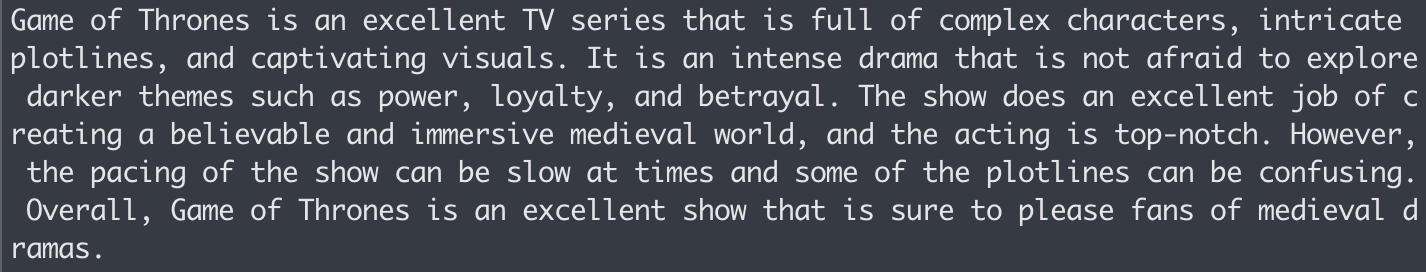 Game of Thrones is an excellent TV series that is full of complex characters, intricate
plotlines, and captivating visuals. It is an intense drama that is not afraid to explore
 darker themes such as power, loyalty, and betrayal. The show does an excellent job of c
reating a believable and immersive medieval world, and the acting is top-notch. However,
 the pacing of the show can be slow at times and some of the plotlines can be confusing.
 Overall, Game of Thrones is an excellent show that is sure to please fans of medieval d
ramas.